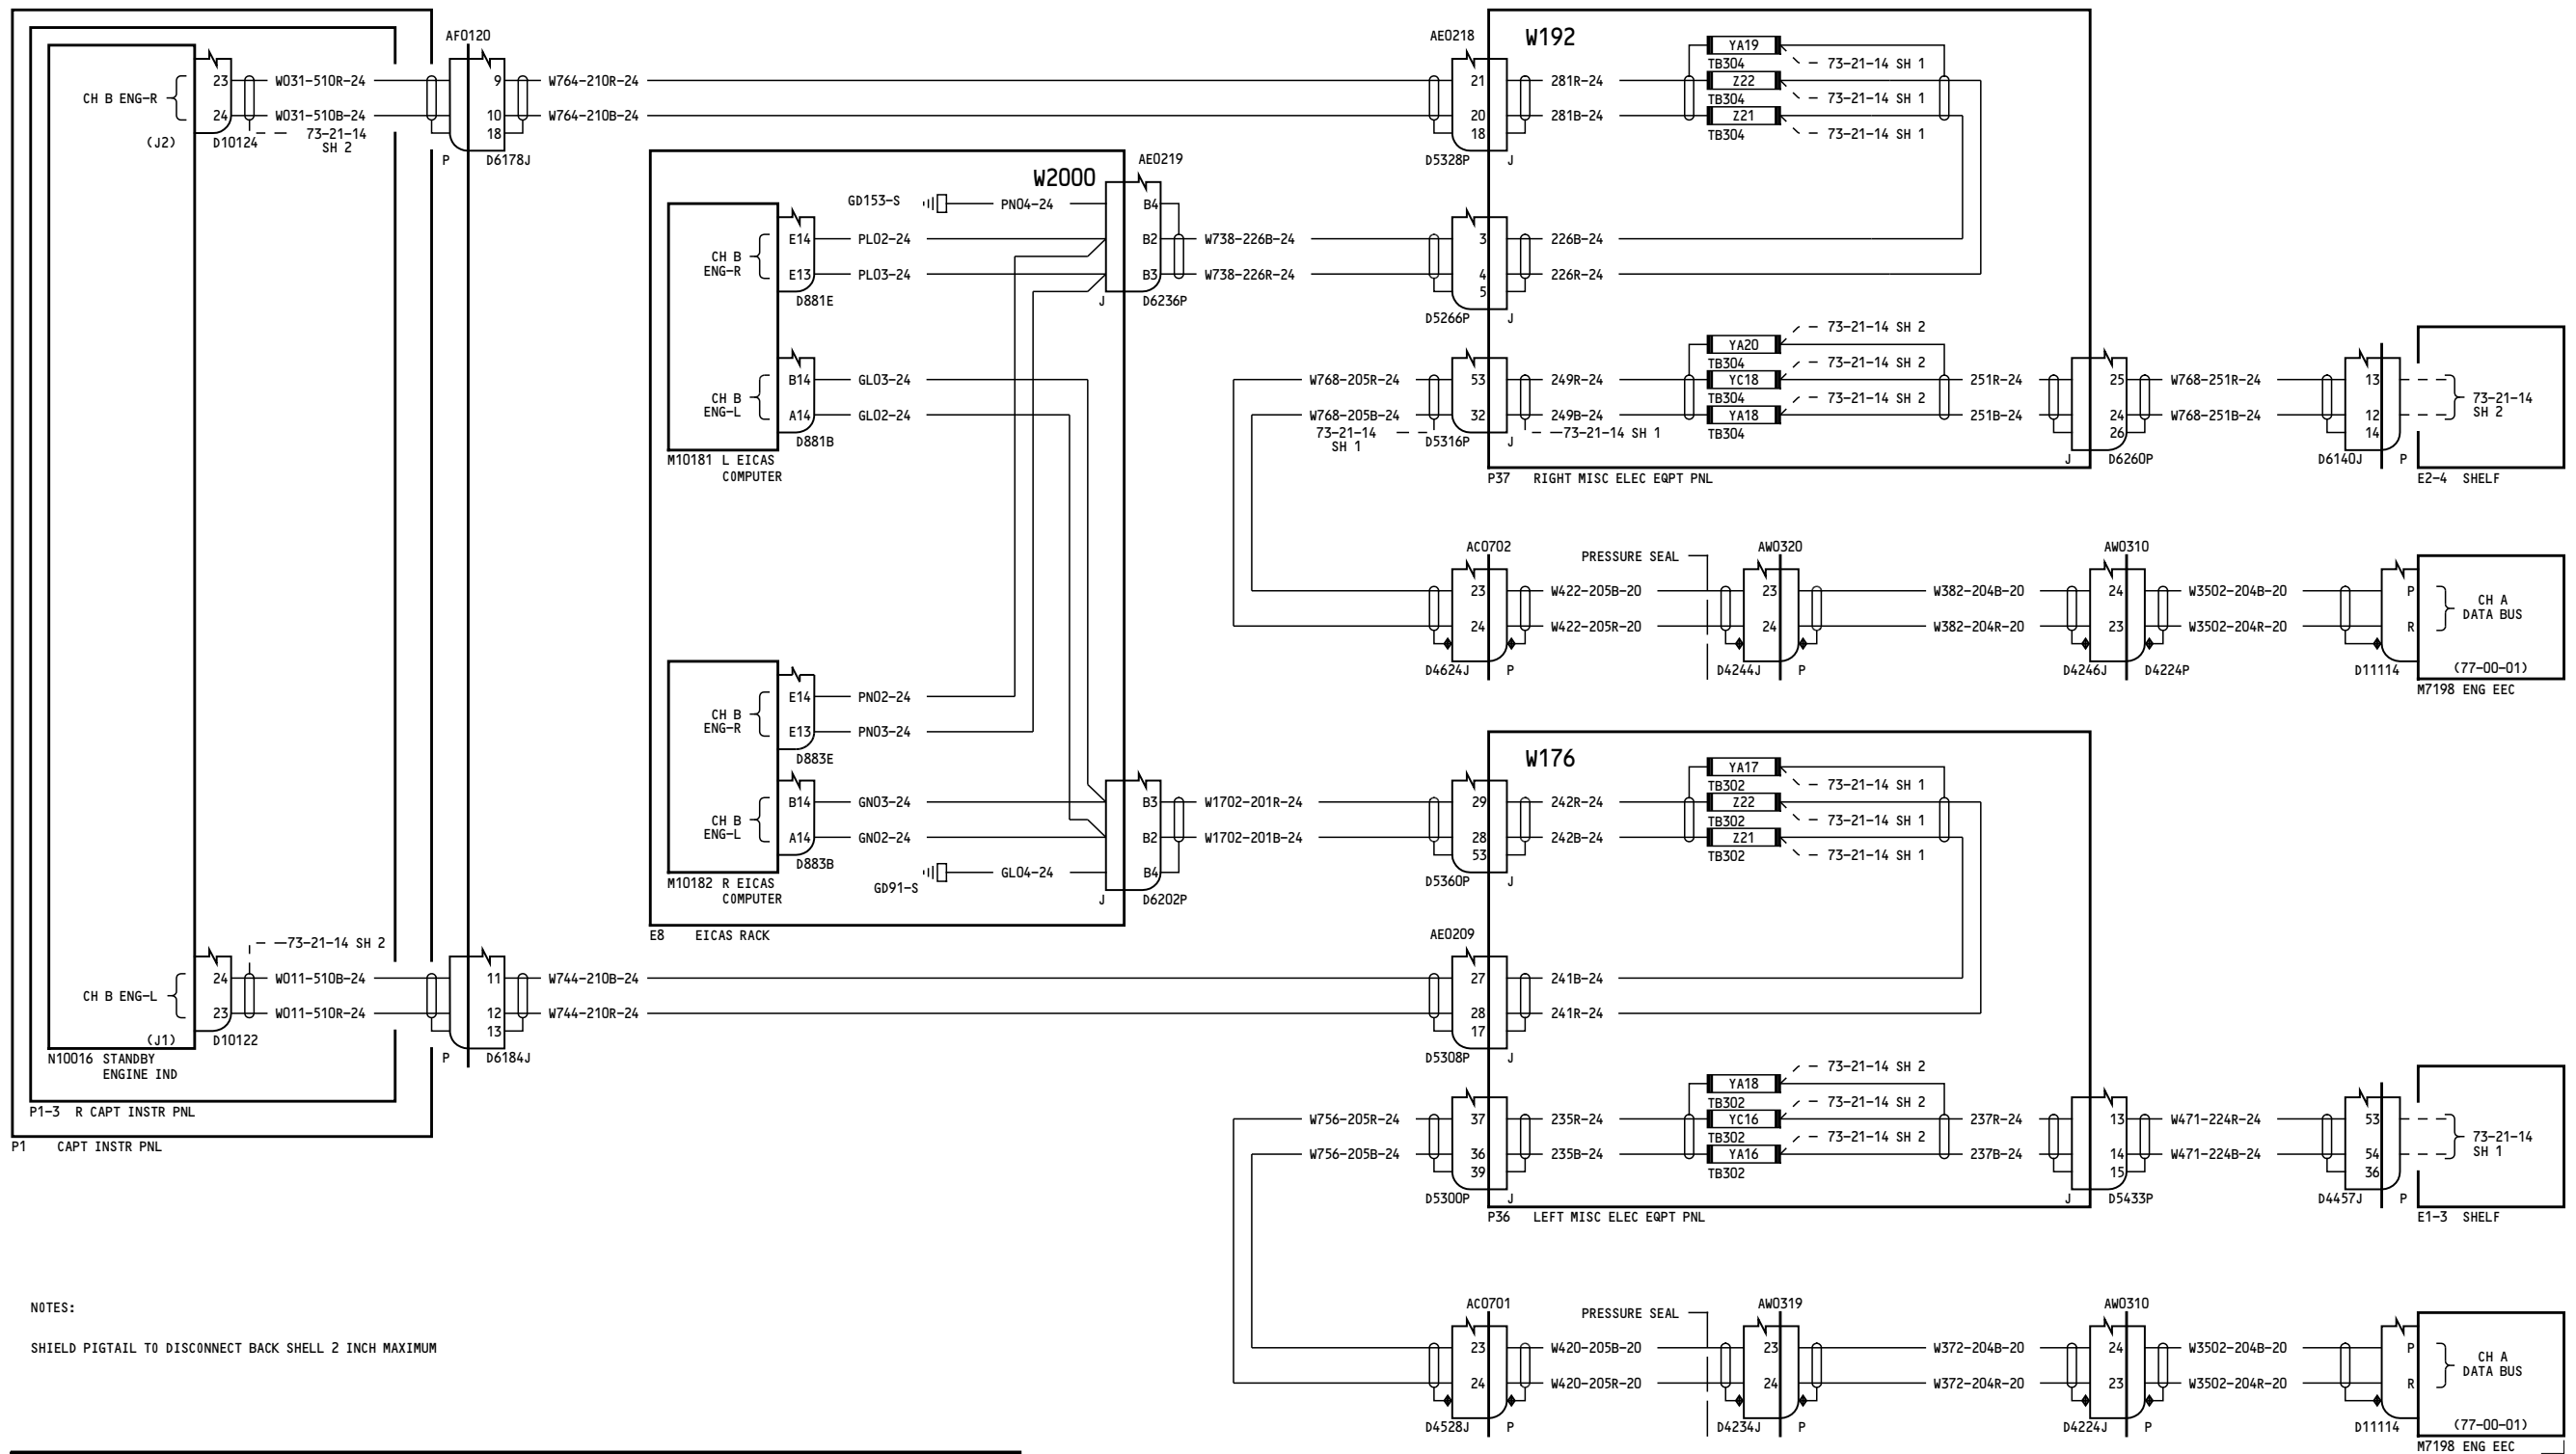 AF0120
CH B ENG-R
23
W031-510R-24
9
W764-210R-24
24
W031-510B-24
10
W764-210B-24
18
(J2)
D10124
73-21-14
SH 2
P
D6178J
AE0218
W192
21
281R-24
20
281B-24
18
D5328P
J
YA19
TB304
73-21-14 SH 1
Z22
TB304
73-21-14 SH 1
Z21
TB304
73-21-14 SH 1
W2000
AE0219
GD153-S
PN04-24
B4
CH B
ENG-R
E14
PL02-24
B2
W738-226B-24
3
226B-24
E13
PL03-24
B3
W738-226R-24
4
226R-24
5
D881E
J
D6236P
D5266P
J
CH B
ENG-L
B14
GL03-24
A14
GL02-24
D881B
M10181 L EICAS
COMPUTER
W768-205R-24
53
249R-24
W768-205B-24
32
249B-24
73-21-14
SH 1
D5316P
J
73-21-14 SH 1
73-21-14 SH 2
YA20
TB304
73-21-14 SH 2
YC18
TB304
73-21-14 SH 2
YA18
TB304
251R-24
25
W768-251R-24
13
251B-24
24
W768-251B-24
12
26
14
J
D6260P
D6140J
P
73-21-14
SH 2
P37 RIGHT MISC ELEC EQPT PNL
E2-4 SHELF
AC0702
PRESSURE SEAL
AW0320
AW0310
23
W422-205B-20
23
W382-204B-20
24
W3502-204B-20
P
24
W422-205R-20
24
W382-204R-20
23
W3502-204R-20
R
CH A
DATA BUS
D4624J
P
D4244J
P
D4246J
D4224P
D11114
(77-00-01)
M7198 ENG EEC
CH B
ENG-R
E14
PN02-24
E13
PN03-24
D883E
CH B
ENG-L
B14
GN03-24
B3
W1702-201R-24
29
242R-24
A14
GN02-24
B2
W1702-201B-24
28
242B-24
53
D883B
GL04-24
B4
GD91-S
J
D6202P
D5360P
J
M10182 R EICAS
COMPUTER
E8 EICAS RACK
W176
YA17
TB302
73-21-14 SH 1
Z22
TB302
73-21-14 SH 1
Z21
TB302
73-21-14 SH 1
AE0209
73-21-14 SH 2
CH B ENG-L
24
W011-510B-24
11
W744-210B-24
27
241B-24
23
W011-510R-24
12
W744-210R-24
28
241R-24
13
17
(J1)
D10122
P
D6184J
D5308P
J
N10016 STANDBY
ENGINE IND
P1-3 R CAPT INSTR PNL
P1 CAPT INSTR PNL
73-21-14 SH 2
YA18
TB302
73-21-14 SH 2
YC16
TB302
73-21-14 SH 2
YA16
TB302
W756-205R-24
37
235R-24
W756-205B-24
36
235B-24
39
D5300P
J
237R-24
13
W471-224R-24
53
237B-24
14
W471-224B-24
54
15
36
J
D5433P
D4457J
P
73-21-14
SH 1
P36 LEFT MISC ELEC EQPT PNL
E1-3 SHELF
AC0701
PRESSURE SEAL
AW0319
AW0310
23
W420-205B-20
23
W372-204B-20
24
W3502-204B-20
P
24
W420-205R-20
24
W372-204R-20
23
W3502-204R-20
R
CH A
DATA BUS
D4528J
P
D4234J
P
D4224J
P
D11114
(77-00-01)
M7198 ENG EEC
NOTES:
SHIELD PIGTAIL TO DISCONNECT BACK SHELL 2 INCH MAXIMUM